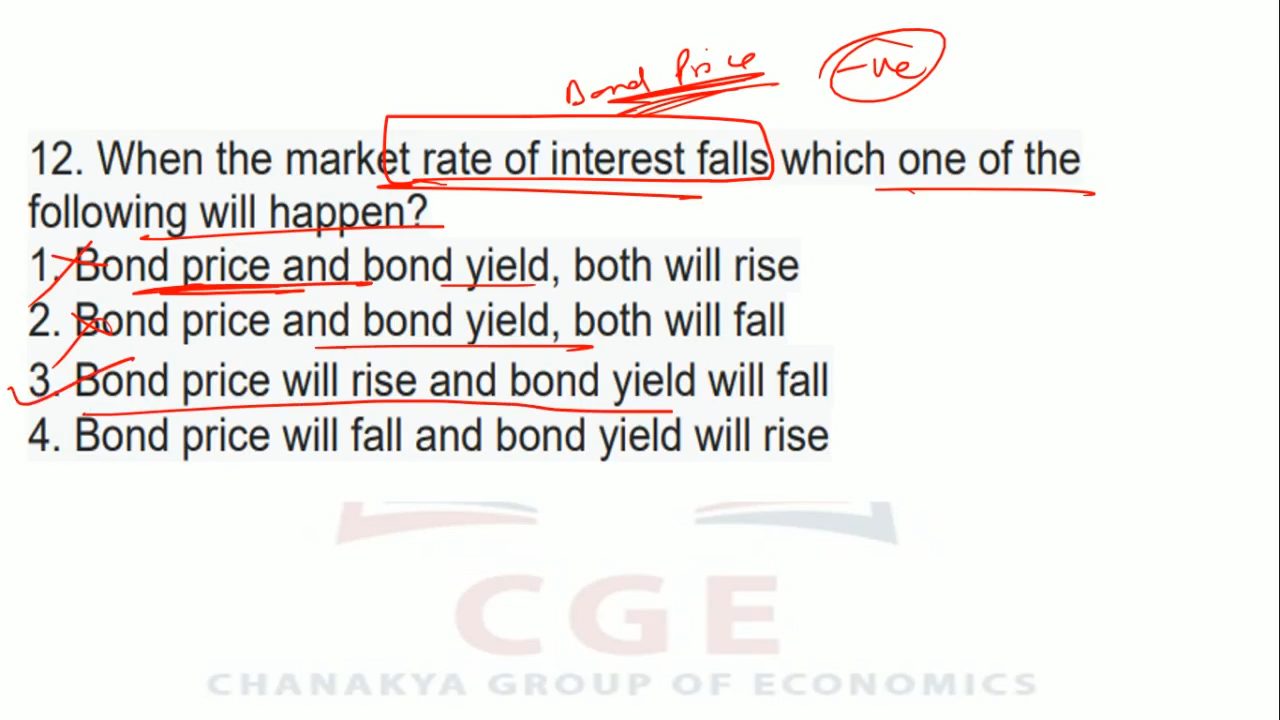 Bond Price -ve
12. When the market rate of interest falls which one of the
following will happen?
1. Bond price and bond yield, both will rise
2. Bond price and bond yield, both will fall
3. Bond price will rise and bond yield will fall
4. Bond price will fall and bond yield will rise
CGE
CHANAKYA GROUP OF ECONOMICS